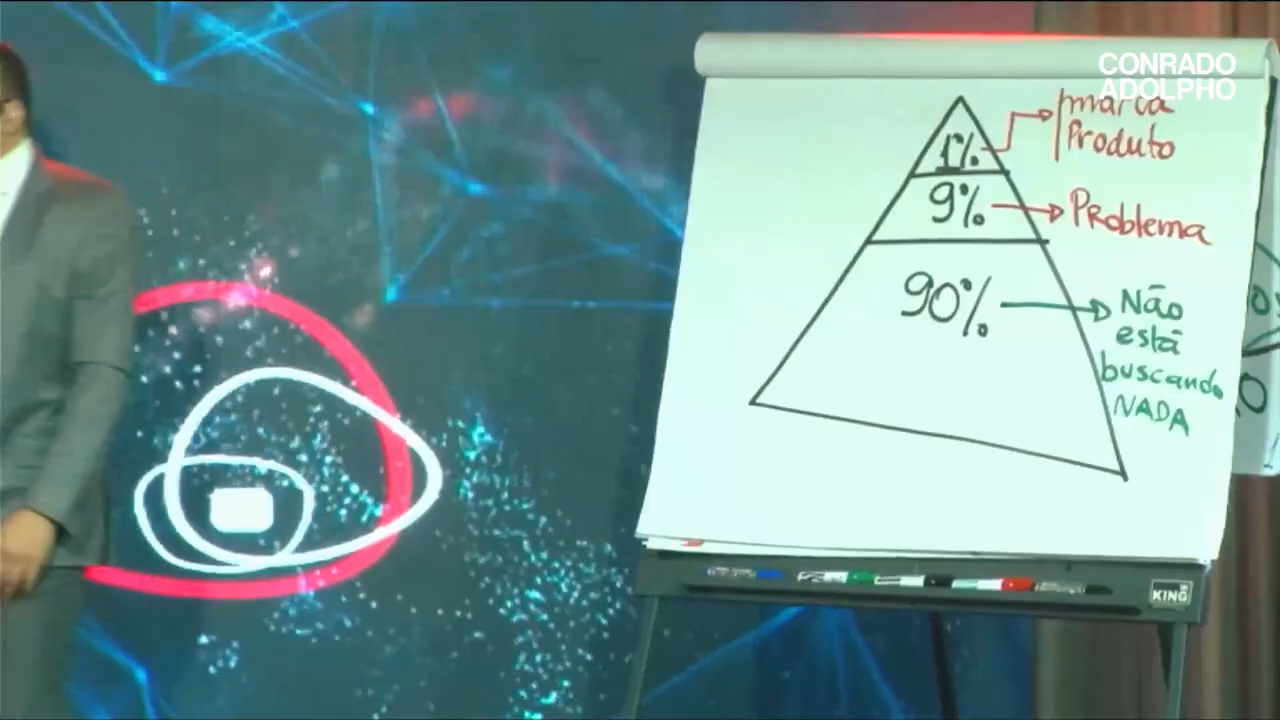 CONRADO
ADOLPHO
marca
Produto
1%
9%
Problema
90%
Não
está
buscando
NADA
KING